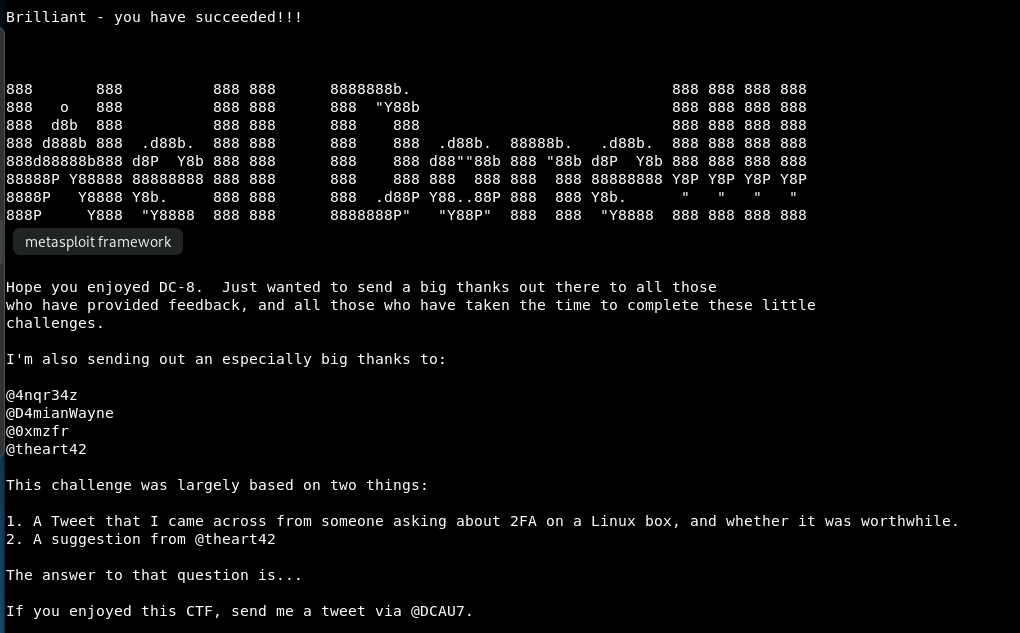 Brilliant - you have succeeded!!!
888       888          888 888      8888888b.                             888 888 888 888
888   o   888          888 888      888  "Y88b                            888 888 888 888
888  d8b  888          888 888      888    888                            888 888 888 888
888 d888b 888  .d88b.  888 888      888    888  .d88b.  88888b.   .d88b.  888 888 888 888
888d88888b888 d8P  Y8b 888 888      888    888 d88""88b 888 "88b d8P  Y8b 888 888 888 888
88888P Y88888 88888888 888 888      888    888 888  888 888  888 88888888 Y8P Y8P Y8P Y8P
8888P   Y8888 Y8b.     888 888      888  .d88P Y88..88P 888  888 Y8b.      "   "   "   "
888P     Y888  "Y8888  888 888      8888888P"   "Y88P"  888  888  "Y8888  888 888 888 888
metasploit framework
Hope you enjoyed DC-8.  Just wanted to send a big thanks out there to all those
who have provided feedback, and all those who have taken the time to complete these little
challenges.
I'm also sending out an especially big thanks to:
@4nqr34z
@D4mianWayne
@0xmzfr
@theart42
This challenge was largely based on two things:
1. A Tweet that I came across from someone asking about 2FA on a Linux box, and whether it was worthwhile.
2. A suggestion from @theart42
The answer to that question is...
If you enjoyed this CTF, send me a tweet via @DCAU7.